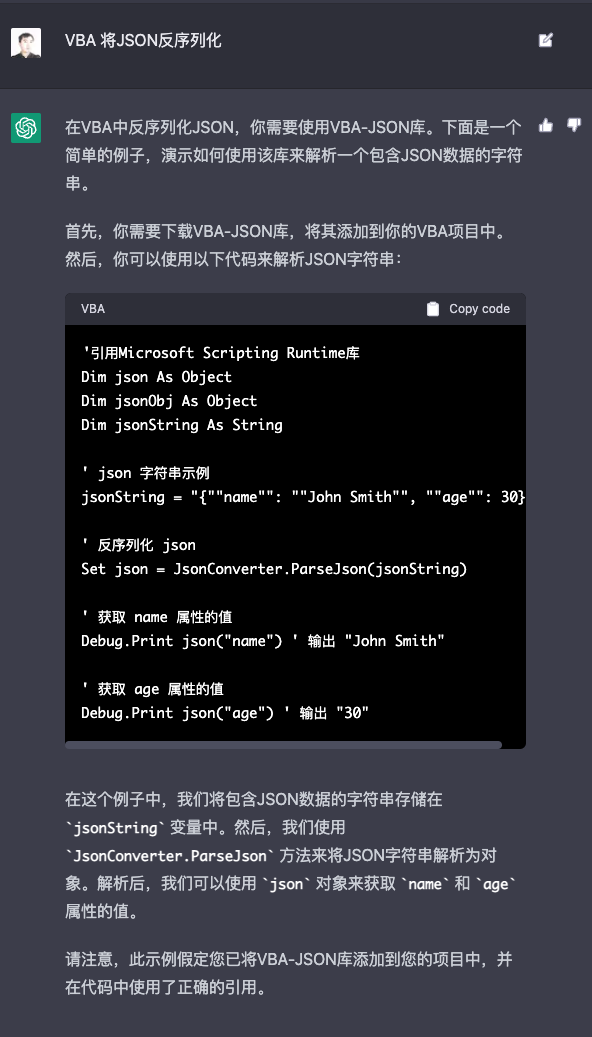 VBA 将JSON反序列化
在VBA中反序列化JSON，你需要使用VBA-JSON库。下面是一个
简单的例子，演示如何使用该库来解析一个包含JSON数据的字符
串。
首先，你需要下载VBA-JSON库，将其添加到你的VBA项目中。
然后，你可以使用以下代码来解析JSON字符串：
VBA
Copy code
'引用Microsoft Scripting Runtime库
Dim json As Object
Dim jsonObj As Object
Dim jsonString As String
' json 字符串示例
jsonString = "{""name"": ""John Smith"", ""age"": 30}
' 反序列化 json
Set json = JsonConverter.ParseJson(jsonString)
' 获取 name 属性的值
Debug.Print json("name") ' 输出 "John Smith"
' 获取 age 属性的值
Debug.Print json("age") ' 输出 "30"
在这个例子中，我们将包含JSON数据的字符串存储在
`jsonString` 变量中。然后，我们使用
`JsonConverter.ParseJson` 方法来将JSON字符串解析为对
象。解析后，我们可以使用 `json` 对象来获取 `name` 和 `age`
属性的值。
请注意，此示例假定您已将VBA-JSON库添加到您的项目中，并
在代码中使用了正确的引用。